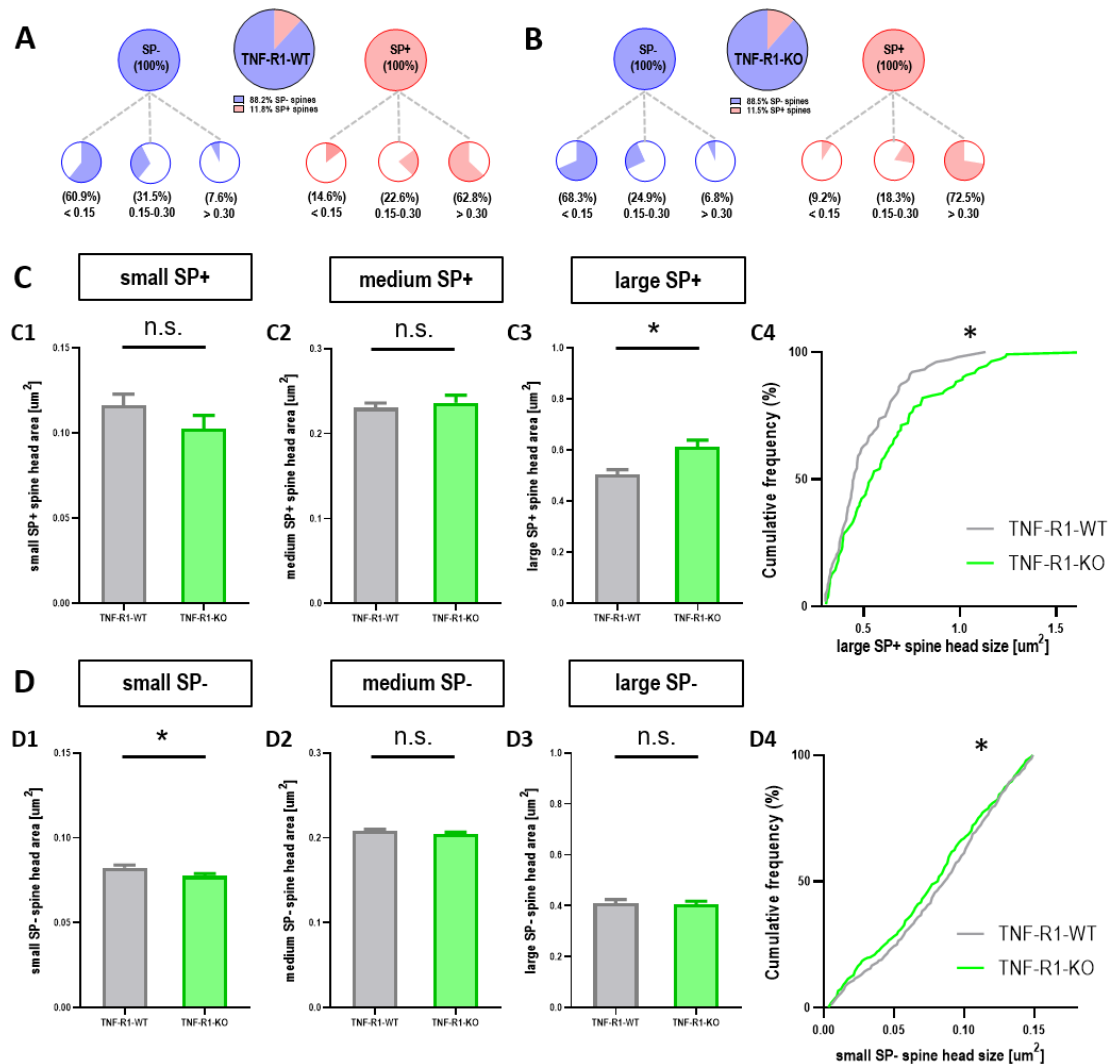 A
SP-
(100%)
TNF-R1-WT
88.2% SP- spines
11.8% SP+ spines
SP+
(100%)
(60.9%)
< 0.15
(31.5%)
0.15-0.30
(7.6%)
> 0.30
(14.6%)
< 0.15
(22.6%)
0.15-0.30
(62.8%)
> 0.30
B
SP-
(100%)
TNF-R1-KO
88.5% SP- spines
11.5% SP+ spines
SP+
(100%)
(68.3%)
< 0.15
(24.9%)
0.15-0.30
(6.8%)
> 0.30
(9.2%)
< 0.15
(18.3%)
0.15-0.30
(72.5%)
> 0.30
C
small SP+
medium SP+
large SP+
C1
n.s.
small SP+ spine head area [um²]
0.15
0.10
0.05
0.00
TNF-R1-WT
TNF-R1-KO
C2
n.s.
medium SP+ spine head area [um²]
0.3
0.2
0.1
0.0
TNF-R1-WT
TNF-R1-KO
C3
*
large SP+ spine head area [um²]
1.0
0.8
0.6
0.4
0.2
0.0
TNF-R1-WT
TNF-R1-KO
C4
*
Cumulative frequency (%)
100
50
0
TNF-R1-WT
TNF-R1-KO
0.5
1.0
1.5
large SP+ spine head size [um²]
D
small SP-
medium SP-
large SP-
D1
*
small SP- spine head area [um²]
0.15
0.10
0.05
0.00
TNF-R1-WT
TNF-R1-KO
D2
n.s.
medium SP- spine head area [um²]
0.3
0.2
0.1
0.0
TNF-R1-WT
TNF-R1-KO
D3
n.s.
large SP- spine head area [um²]
1.0
0.8
0.6
0.4
0.2
0.0
TNF-R1-WT
TNF-R1-KO
D4
*
Cumulative frequency (%)
100
50
0
TNF-R1-WT
TNF-R1-KO
0.00
0.05
0.10
0.15
small SP- spine head size [um²]